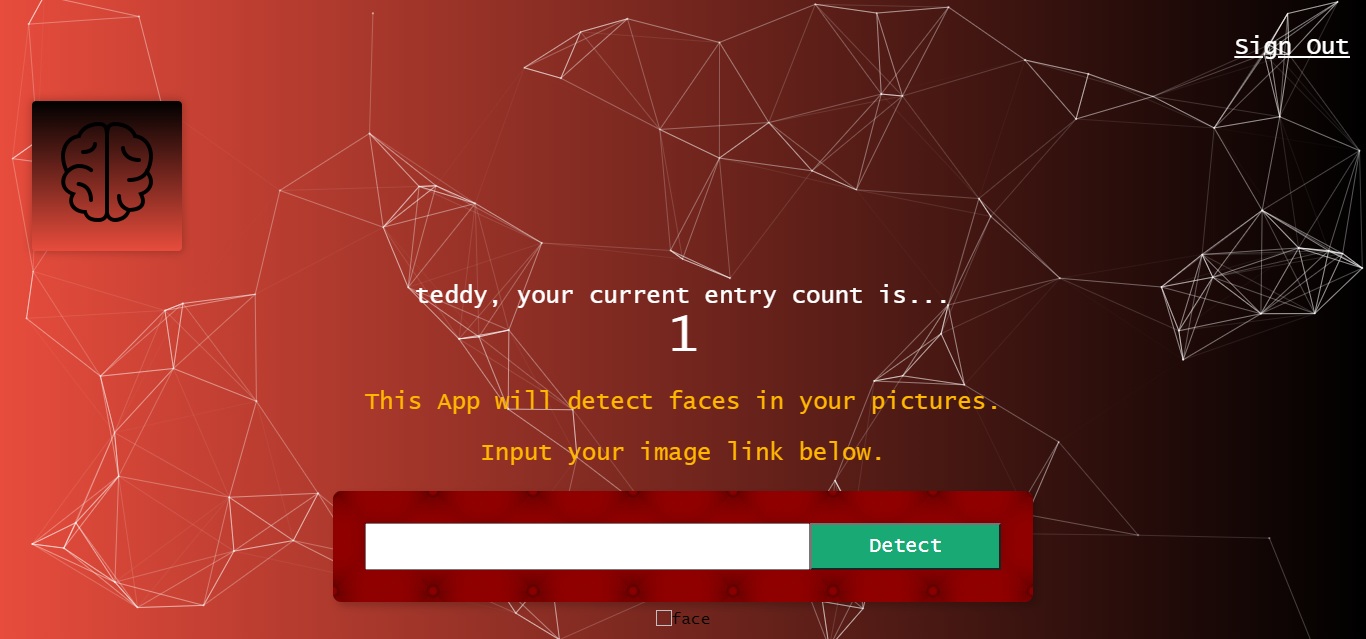 Sign Out
teddy, your current entry count is...
1
This App will detect faces in your pictures.
Input your image link below.
Detect
face